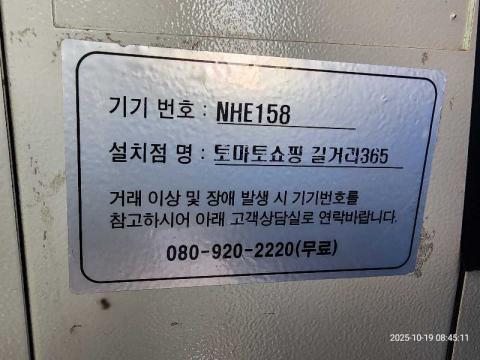 기기 번호 : NHE158
설치점 명 : 토마토쇼핑 길거리365
거래 이상 및 장애 발생 시 기기번호를
참고하시어 아래 고객상담실로 연락바랍니다.
080-920-2220(무료)
2025-10-19 08:45:11